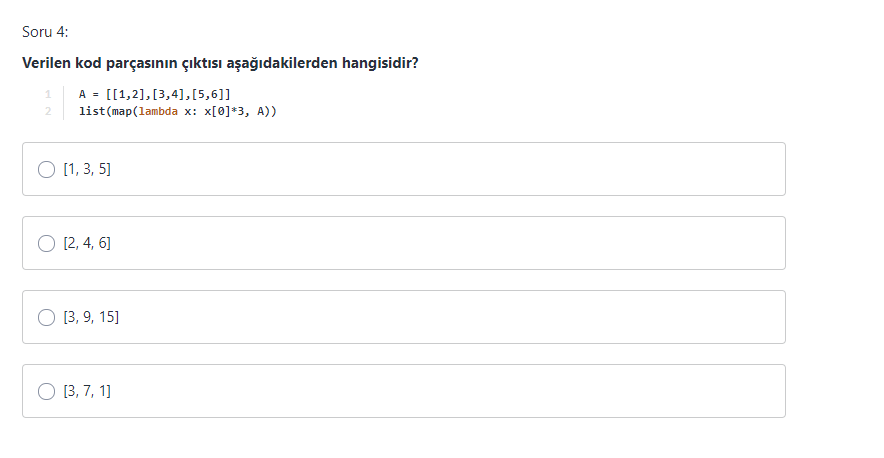 Soru 4:
Verilen kod parçasının çıktısı aşağıdakilerden hangisidir?
1 A = [[1,2],[3,4],[5,6]]
2 list(map(lambda x: x[0]*3, A))
[1, 3, 5]
[2, 4, 6]
[3, 9, 15]
[3, 7, 1]